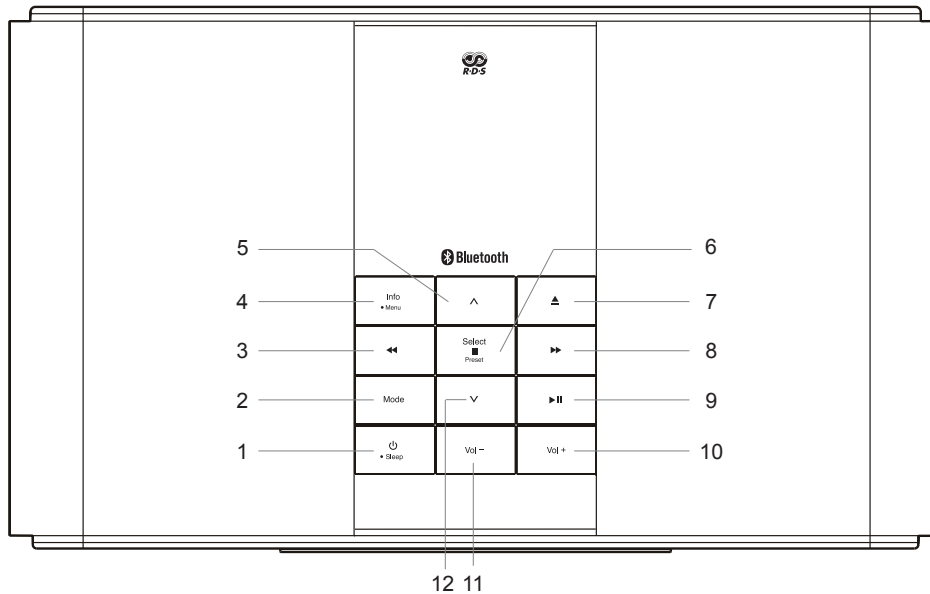 R·D·S
5
Bluetooth
6
4
Info
• Menu
7
3
Select
Preset
8
2
Mode
9
1
• Sleep
Vol −
Vol +
10
12
11